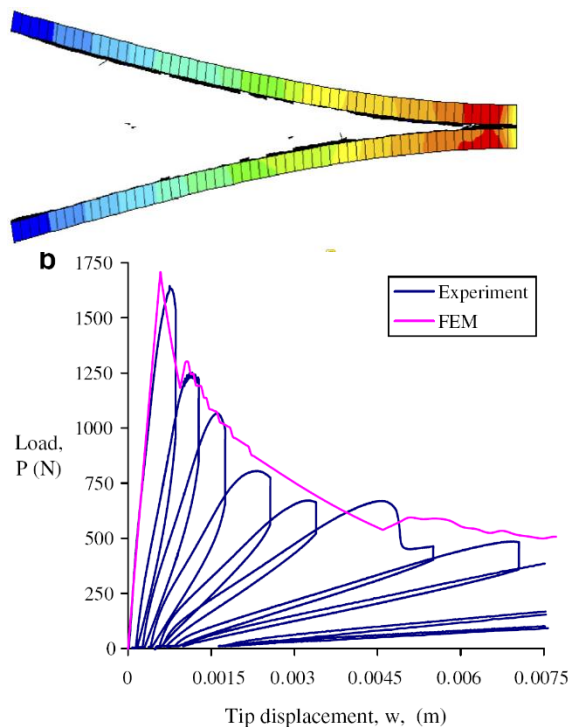 b
1750
Experiment
FEM
1500
1250
1000
Load,
P (N)
750
500
250
0
0 0.0015 0.003 0.0045 0.006 0.0075
Tip displacement, w, (m)